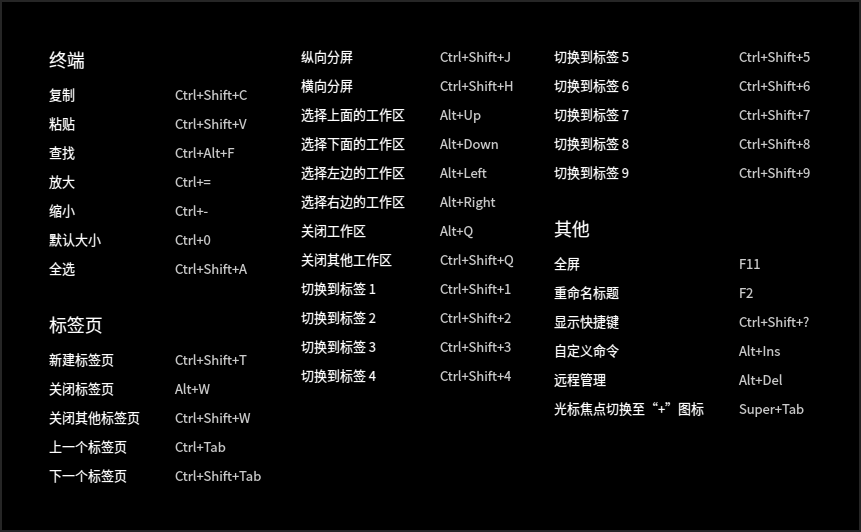 终端
复制 Ctrl+Shift+C
粘贴 Ctrl+Shift+V
查找 Ctrl+Alt+F
放大 Ctrl+=
缩小 Ctrl+-
默认大小 Ctrl+0
全选 Ctrl+Shift+A
标签页
新建标签页 Ctrl+Shift+T
关闭标签页 Alt+W
关闭其他标签页 Ctrl+Shift+W
上一个标签页 Ctrl+Tab
下一个标签页 Ctrl+Shift+Tab
纵向分屏 Ctrl+Shift+J
横向分屏 Ctrl+Shift+H
选择上面的工作区 Alt+Up
选择下面的工作区 Alt+Down
选择左边的工作区 Alt+Left
选择右边的工作区 Alt+Right
关闭工作区 Alt+Q
关闭其他工作区 Ctrl+Shift+Q
切换到标签 1 Ctrl+Shift+1
切换到标签 2 Ctrl+Shift+2
切换到标签 3 Ctrl+Shift+3
切换到标签 4 Ctrl+Shift+4
切换到标签 5 Ctrl+Shift+5
切换到标签 6 Ctrl+Shift+6
切换到标签 7 Ctrl+Shift+7
切换到标签 8 Ctrl+Shift+8
切换到标签 9 Ctrl+Shift+9
其他
全屏 F11
重命名标题 F2
显示快捷键 Ctrl+Shift+?
自定义命令 Alt+Ins
远程管理 Alt+Del
光标焦点切换至“+”图标 Super+Tab